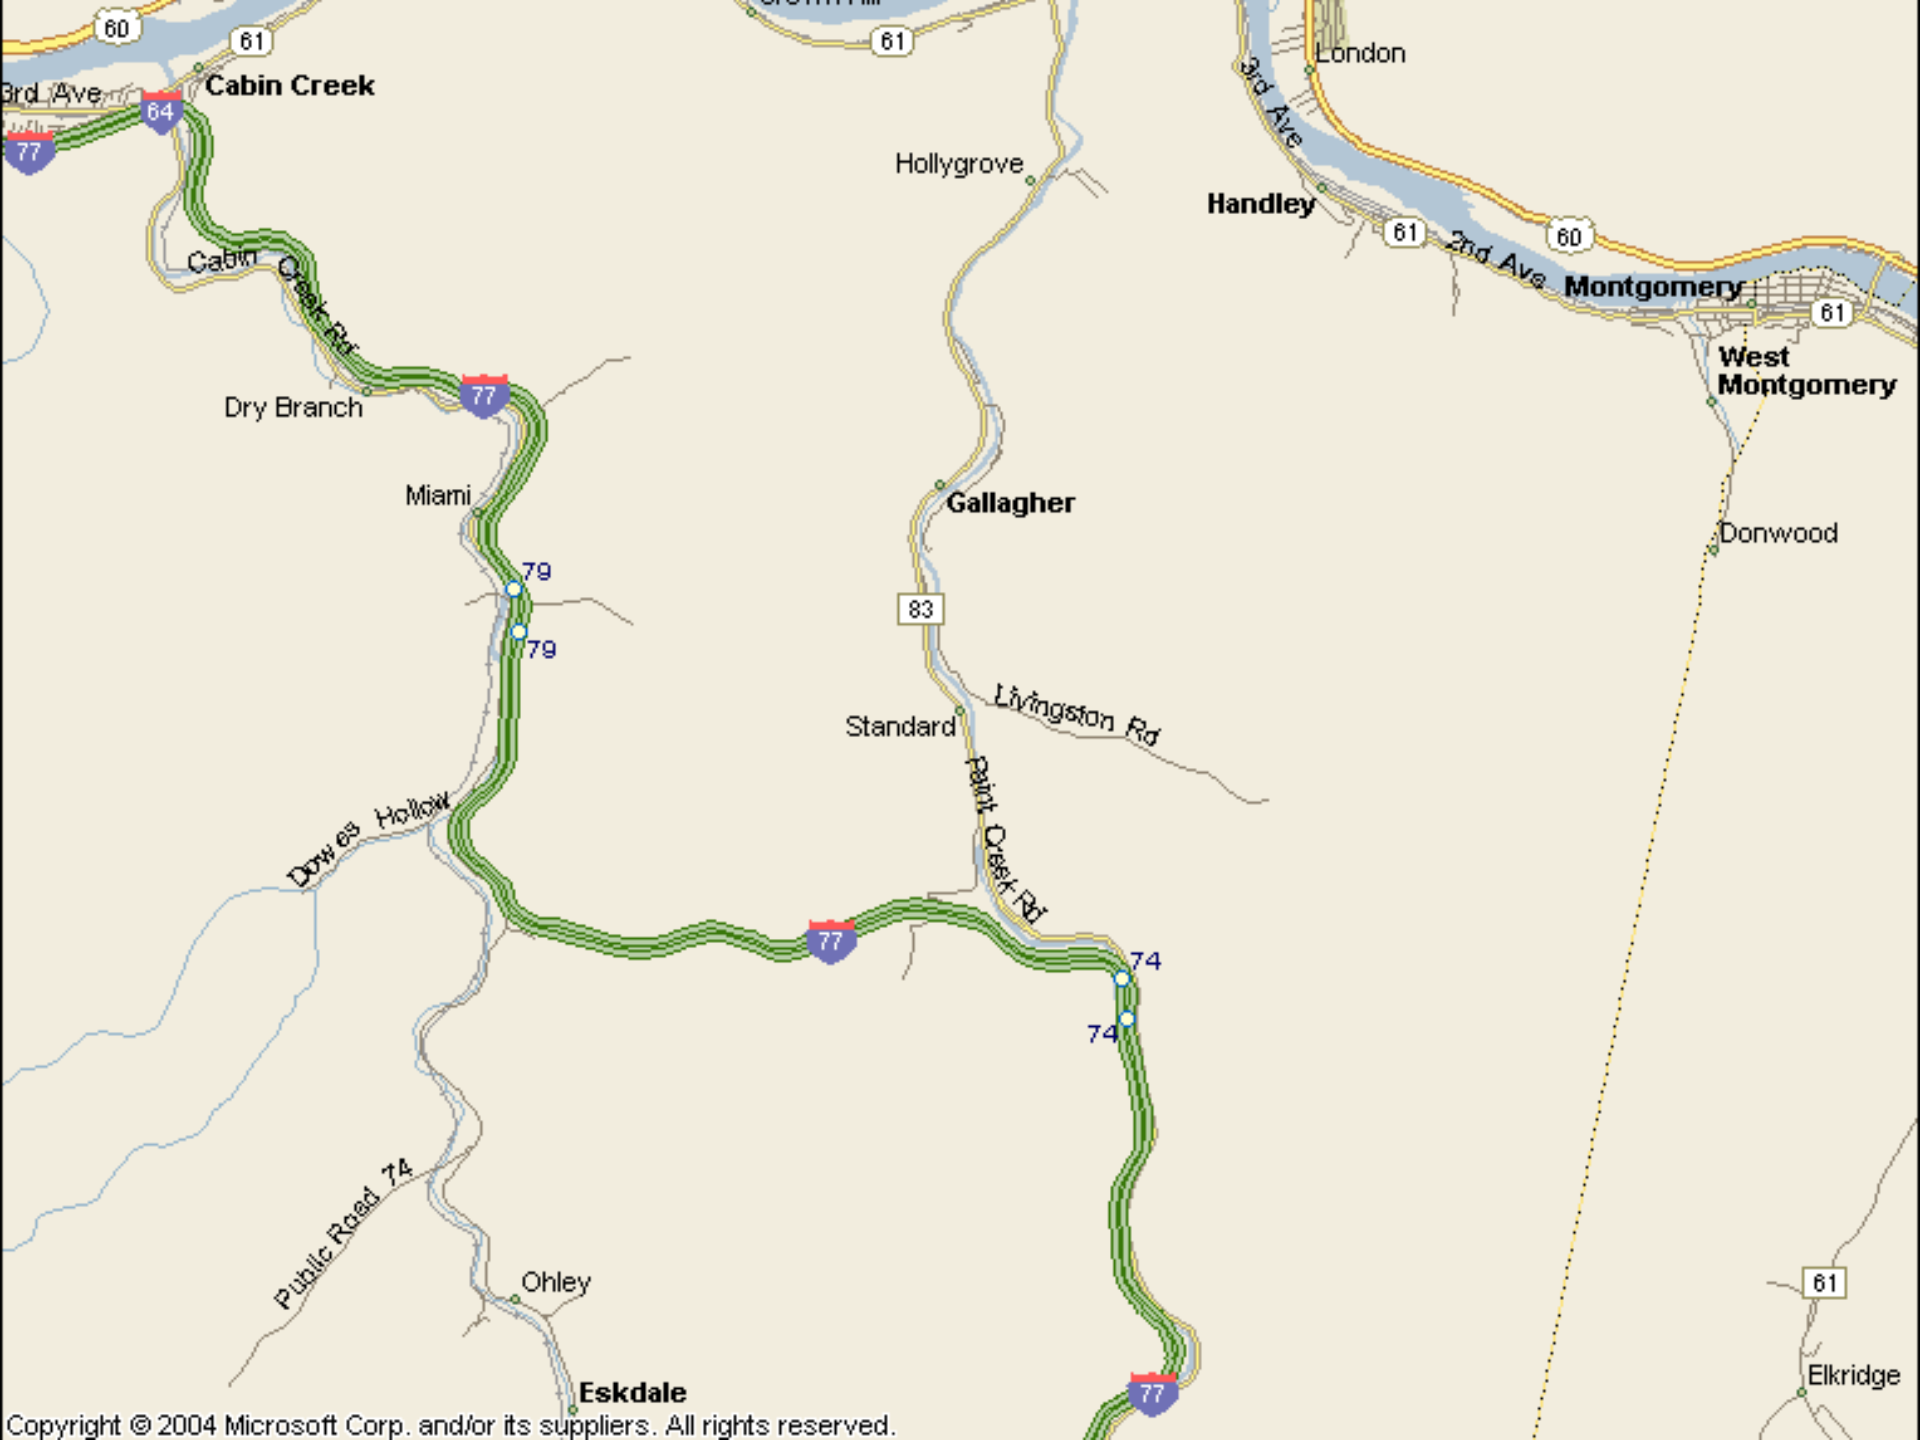 60
61
61
London
3rd Ave
Cabin Creek
64
77
3rd Ave
Hollygrove
Handley
61
2nd Ave
60
Montgomery
61
Cabin Creek Rd
West
Montgomery
Dry Branch
77
Miami
Gallagher
Donwood
79
79
83
Livingston Rd
Standard
Paint Creek Rd
Dowes Hollow
77
74
74
Public Road 74
Ohley
61
Elkridge
77
Eskdale
Copyright © 2004 Microsoft Corp. and/or its suppliers. All rights reserved.